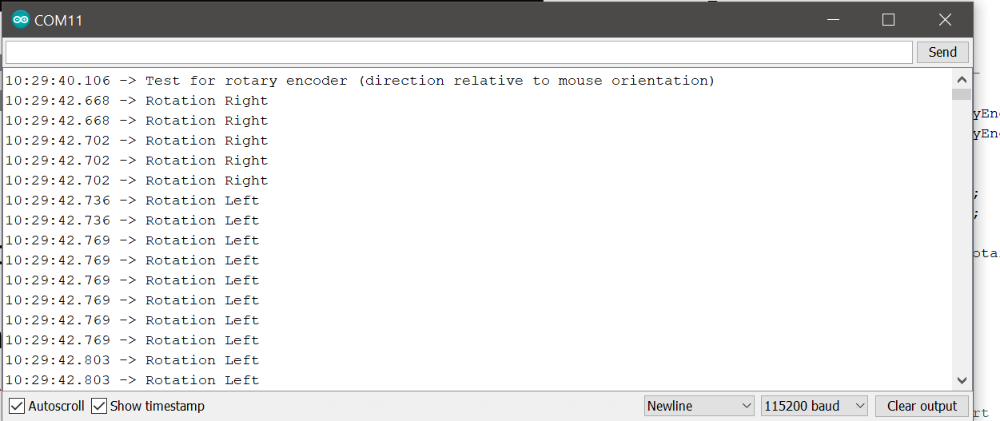 COM11
Send
10:29:40.106 -> Test for rotary encoder (direction relative to mouse orientation)
10:29:42.668 -> Rotation Right
10:29:42.668 -> Rotation Right
10:29:42.702 -> Rotation Right
10:29:42.702 -> Rotation Right
10:29:42.702 -> Rotation Right
10:29:42.736 -> Rotation Left
10:29:42.736 -> Rotation Left
10:29:42.769 -> Rotation Left
10:29:42.769 -> Rotation Left
10:29:42.769 -> Rotation Left
10:29:42.769 -> Rotation Left
10:29:42.769 -> Rotation Left
10:29:42.769 -> Rotation Left
10:29:42.803 -> Rotation Left
10:29:42.803 -> Rotation Left
Autoscroll Show timestamp Newline 115200 baud Clear output